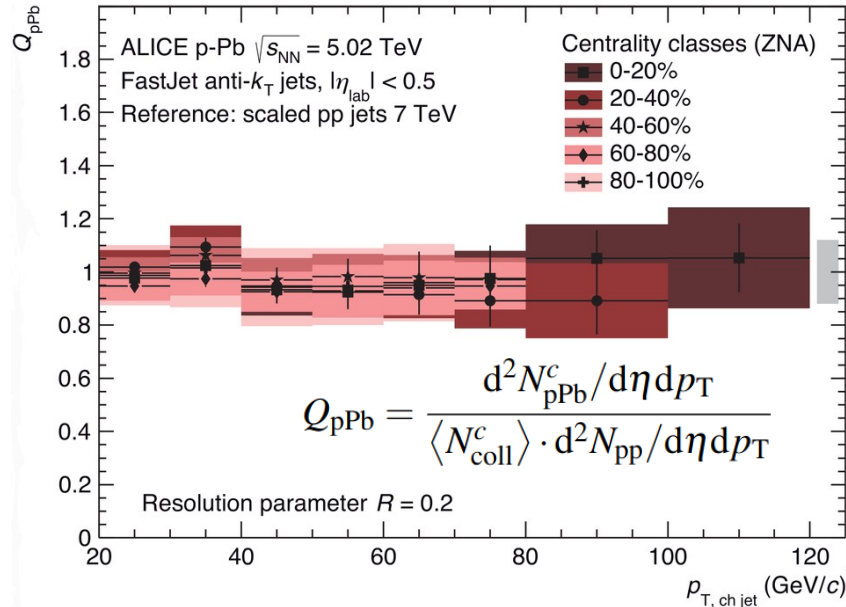 Q_pPb
ALICE p-Pb √s_NN = 5.02 TeV
FastJet anti-k_T jets, |η_lab| < 0.5
Reference: scaled pp jets 7 TeV
Centrality classes (ZNA)
0-20%
20-40%
40-60%
60-80%
80-100%
2
1.8
1.6
1.4
1.2
1
0.8
0.6
0.4
0.2
0
Q_pPb = d²N^c_pPb/dηdp_T / ⟨N^c_coll⟩ · d²N_pp/dηdp_T
Resolution parameter R = 0.2
20 40 60 80 100 120
p_T, ch jet (GeV/c)